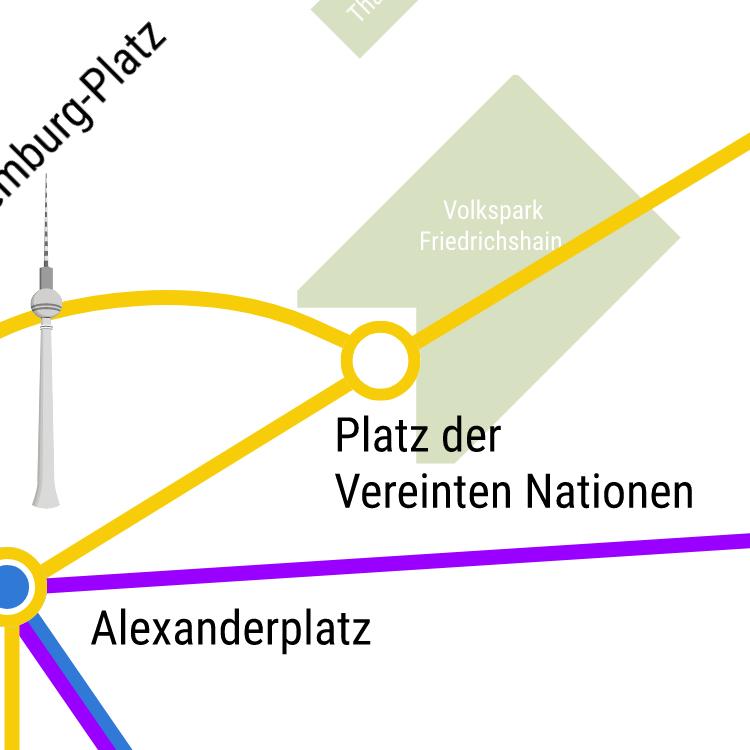 mburg-Platz
Volkspark
Friedrichshain
Platz der
Vereinten Nationen
Alexanderplatz